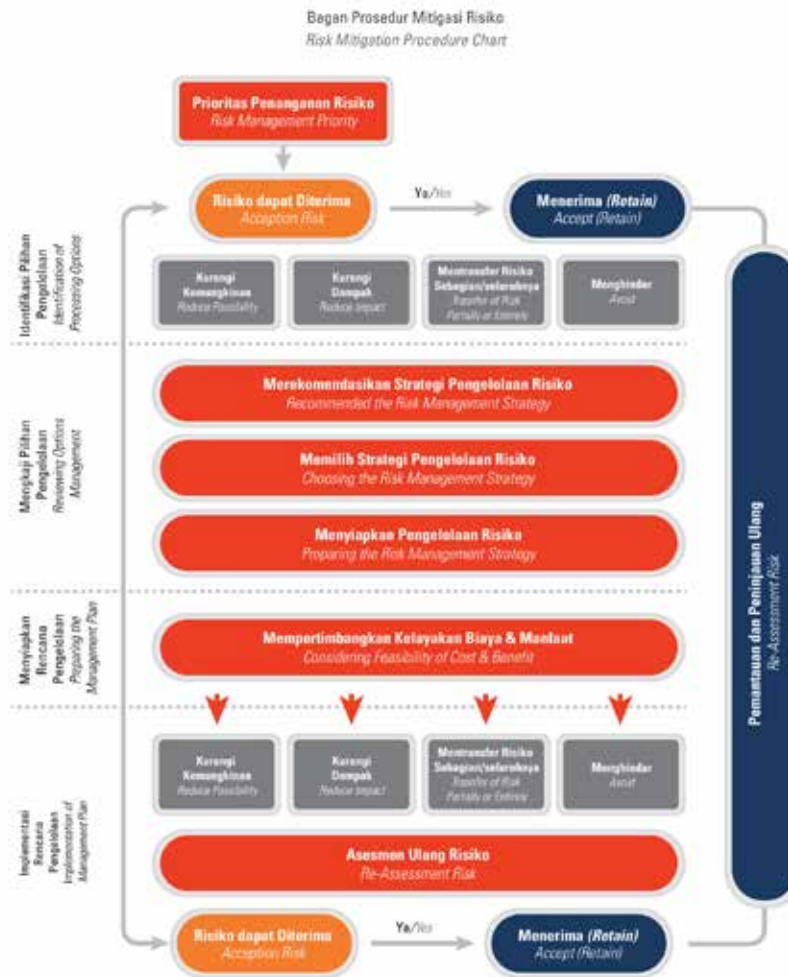 Bagan Prosedur Mitigasi Risiko
Risk Mitigation Procedure Chart
Prioritas Penanganan Risiko
Risk Management Priority
Risiko dapat Diterima
Acception Risk
Ya/Yes
Menerima (Retain)
Accept (Retain)
Identifikasi Pilihan
Pengelolaan
Identification of
Processing Options
Kurangi
Kemungkinan
Reduce Possibility
Kurangi
Dampak
Reduce Impact
Mentransfer Risiko
Sebagian/seluruhnya
Transfer of Risk
Partially or Entirely
Menghindar
Avoid
Mengkaji Pilihan
Pengelolaan
Reviewing Options
Management
Merekomendasikan Strategi Pengelolaan Risiko
Recommended the Risk Management Strategy
Memilih Strategi Pengelolaan Risiko
Choosing the Risk Management Strategy
Menyiapkan Pengelolaan Risiko
Preparing the Risk Management Strategy
Menyiapkan
Rencana
Pengelolaan
Preparing the
Management Plan
Mempertimbangkan Kelayakan Biaya & Manfaat
Considering Feasibility of Cost & Benefit
Implementasi
Rencana
Pengelolaan
Implementation of
Management Plan
Kurangi
Kemungkinan
Reduce Possibility
Kurangi
Dampak
Reduce Impact
Mentransfer Risiko
Sebagian/seluruhnya
Transfer of Risk
Partially or Entirely
Menghindar
Avoid
Asesmen Ulang Risiko
Re-Assessment Risk
Risiko dapat Diterima
Acception Risk
Ya/Yes
Menerima (Retain)
Accept (Retain)
Pemantauan dan Peninjauan Ulang
Re-Assessment Risk